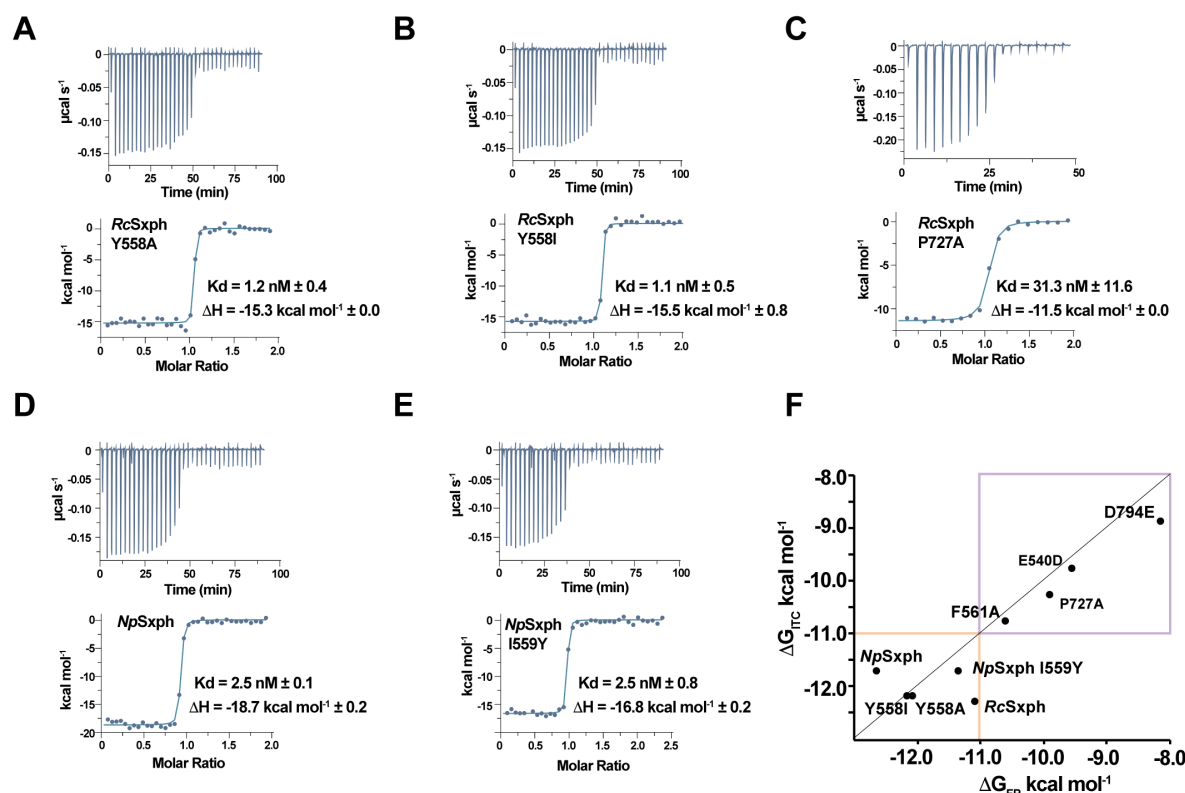 A
0
-0.05
-0.10
-0.15
µcal s-1
0 25 50 75 100
Time (min)
RcSxph
Y558A
0
-5
-10
-15
kcal mol-1
Kd = 1.2 nM ± 0.4
ΔH = -15.3 kcal mol-1 ± 0.0
0 0.5 1.0 1.5 2.0
Molar Ratio
B
0
-0.05
-0.10
-0.15
µcal s-1
0 25 50 75 100
Time (min)
RcSxph
Y558I
0
-5
-10
-15
kcal mol-1
Kd = 1.1 nM ± 0.5
ΔH = -15.5 kcal mol-1 ± 0.8
0 0.5 1.0 1.5 2.0
Molar Ratio
C
0
-0.05
-0.10
-0.15
-0.20
µcal s-1
0 25 50
Time (min)
RcSxph
P727A
0
-5
-10
kcal mol-1
Kd = 31.3 nM ± 11.6
ΔH = -11.5 kcal mol-1 ± 0.0
0 0.5 1.0 1.5 2.0
Molar Ratio
D
0
-0.05
-0.10
-0.15
µcal s-1
0 25 50 75 100
Time (min)
NpSxph
0
-5
-10
-15
-20
kcal mol-1
Kd = 2.5 nM ± 0.1
ΔH = -18.7 kcal mol-1 ± 0.2
0 0.5 1.0 1.5 2.0
Molar Ratio
E
0
-0.05
-0.10
-0.15
µcal s-1
0 25 50 75 100
Time (min)
NpSxph
I559Y
0
-5
-10
-15
-20
kcal mol-1
Kd = 2.5 nM ± 0.8
ΔH = -16.8 kcal mol-1 ± 0.2
0 0.5 1.0 1.5 2.0 2.5
Molar Ratio
F
-8.0
-9.0
-10.0
-11.0
-12.0
ΔGITC kcal mol-1
D794E
E540D
P727A
F561A
NpSxph
NpSxph I559Y
Y558I Y558A RcSxph
-12.0 -11.0 -10.0 -9.0 -8.0
ΔGFP kcal mol-1